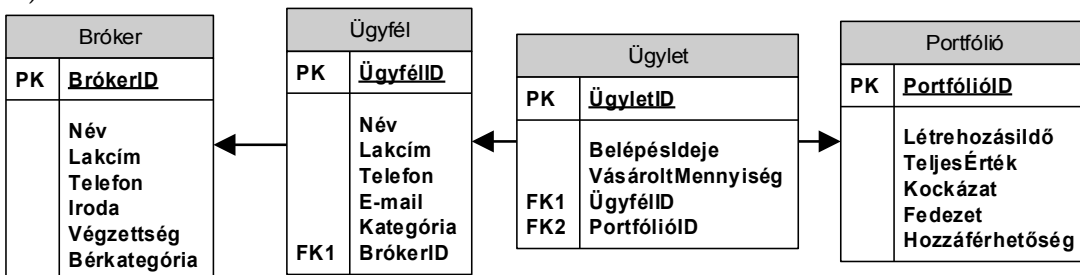 Bróker
PK BrókerID
Név
Lakcím
Telefon
Iroda
Végzettség
Bérkategória
Ügyfél
PK ÜgyfélID
Név
Lakcím
Telefon
E-mail
Kategória
FK1 BrókerID
Ügylet
PK ÜgyletID
BelépésIdeje
VásároltMennyiség
FK1 ÜgyfélID
FK2 PortfólióID
Portfólió
PK PortfólióID
LétrehozásiIdő
TeljesÉrték
Kockázat
Fedezet
Hozzáférhetőség